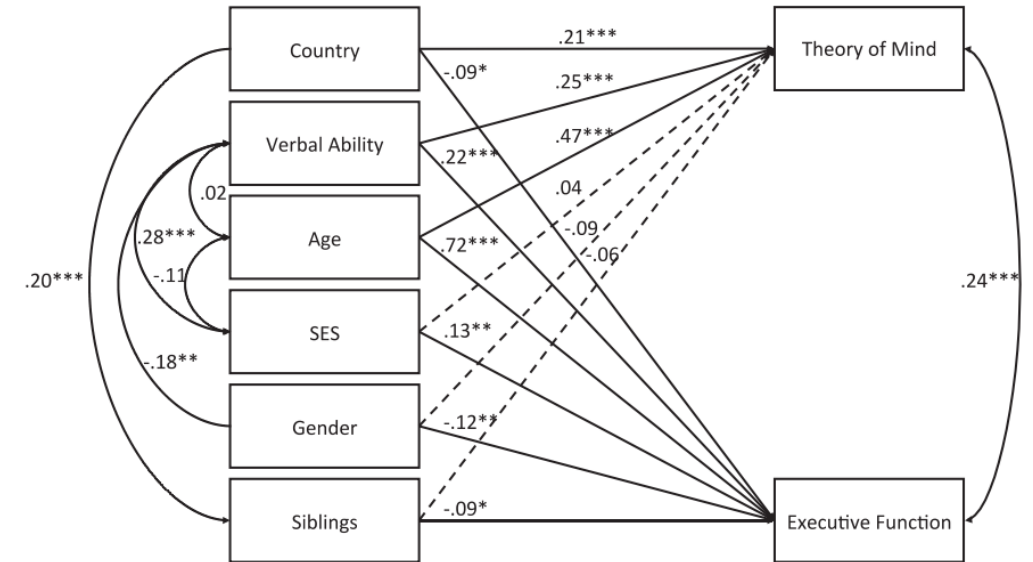 Country
Verbal Ability
Age
SES
Gender
Siblings
Theory of Mind
Executive Function
.21***
-.09*
.25***
.47***
.22***
.04
-.09
-.06
.72***
.13**
-.12**
-.09*
.02
.28***
-.11
.20***
-.18**
.24***